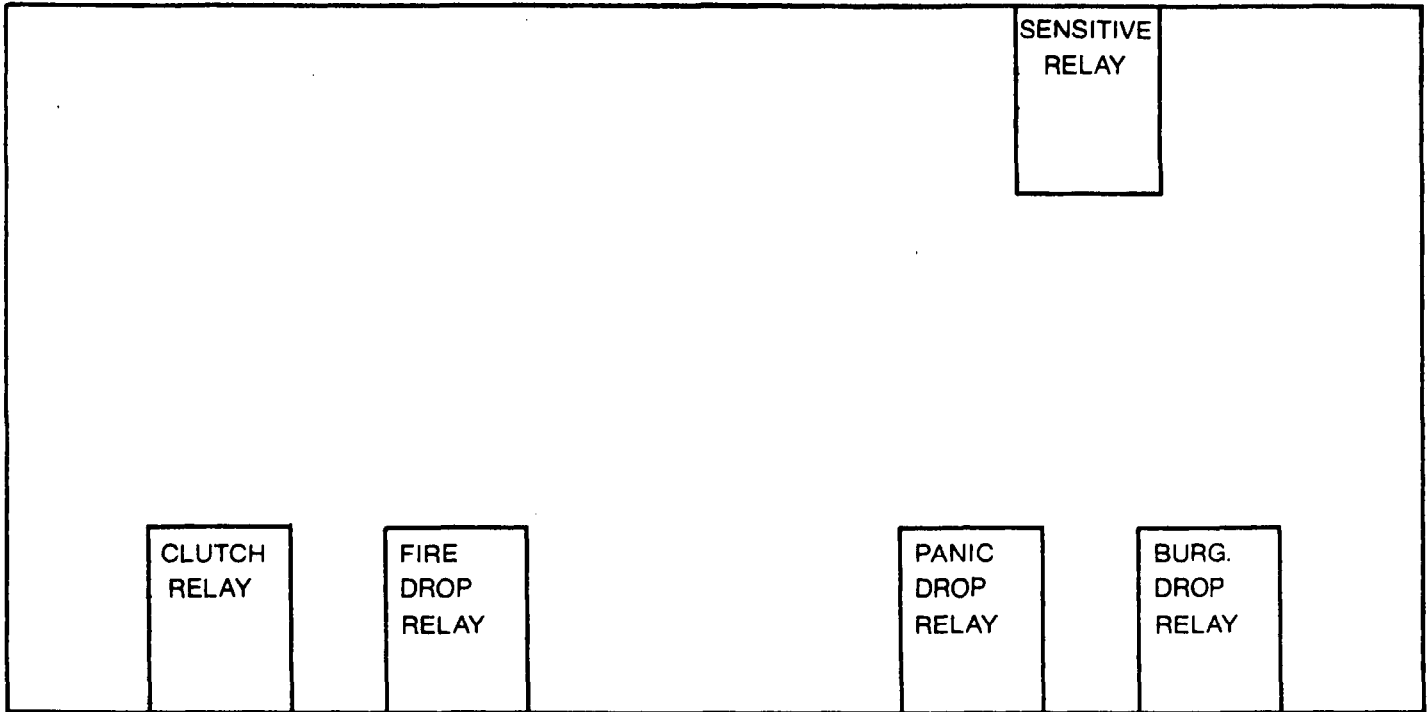 SENSITIVE
RELAY
CLUTCH
RELAY
FIRE
DROP
RELAY
PANIC
DROP
RELAY
BURG.
DROP
RELAY